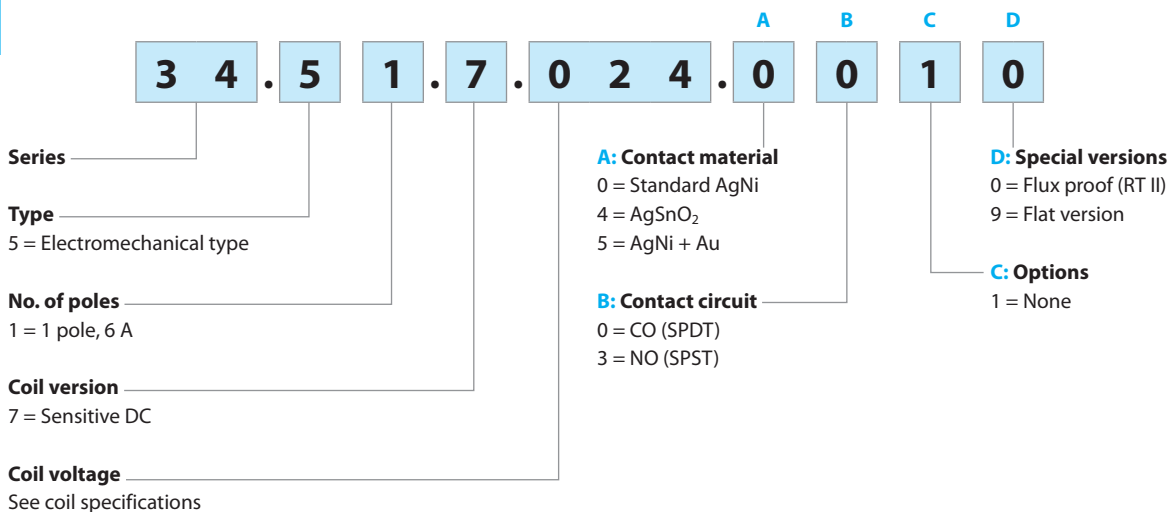 A B C D
3 4 . 5 1 . 7 . 0 2 4 . 0 0 1 0
Series
Type
5 = Electromechanical type
No. of poles
1 = 1 pole, 6 A
Coil version
7 = Sensitive DC
Coil voltage
See coil specifications
A: Contact material
0 = Standard AgNi
4 = AgSnO₂
5 = AgNi + Au
B: Contact circuit
0 = CO (SPDT)
3 = NO (SPST)
D: Special versions
0 = Flux proof (RT II)
9 = Flat version
C: Options
1 = None